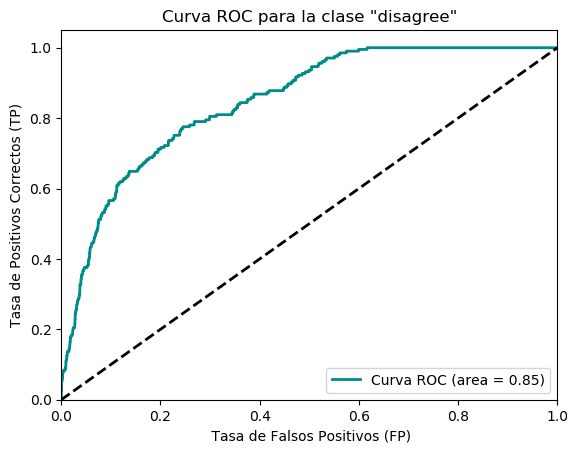 Curva ROC para la clase "disagree"
Tasa de Positivos Correctos (TP)
1.0
0.8
0.6
0.4
0.2
0.0
0.0 0.2 0.4 0.6 0.8 1.0
Curva ROC (area = 0.85)
Tasa de Falsos Positivos (FP)